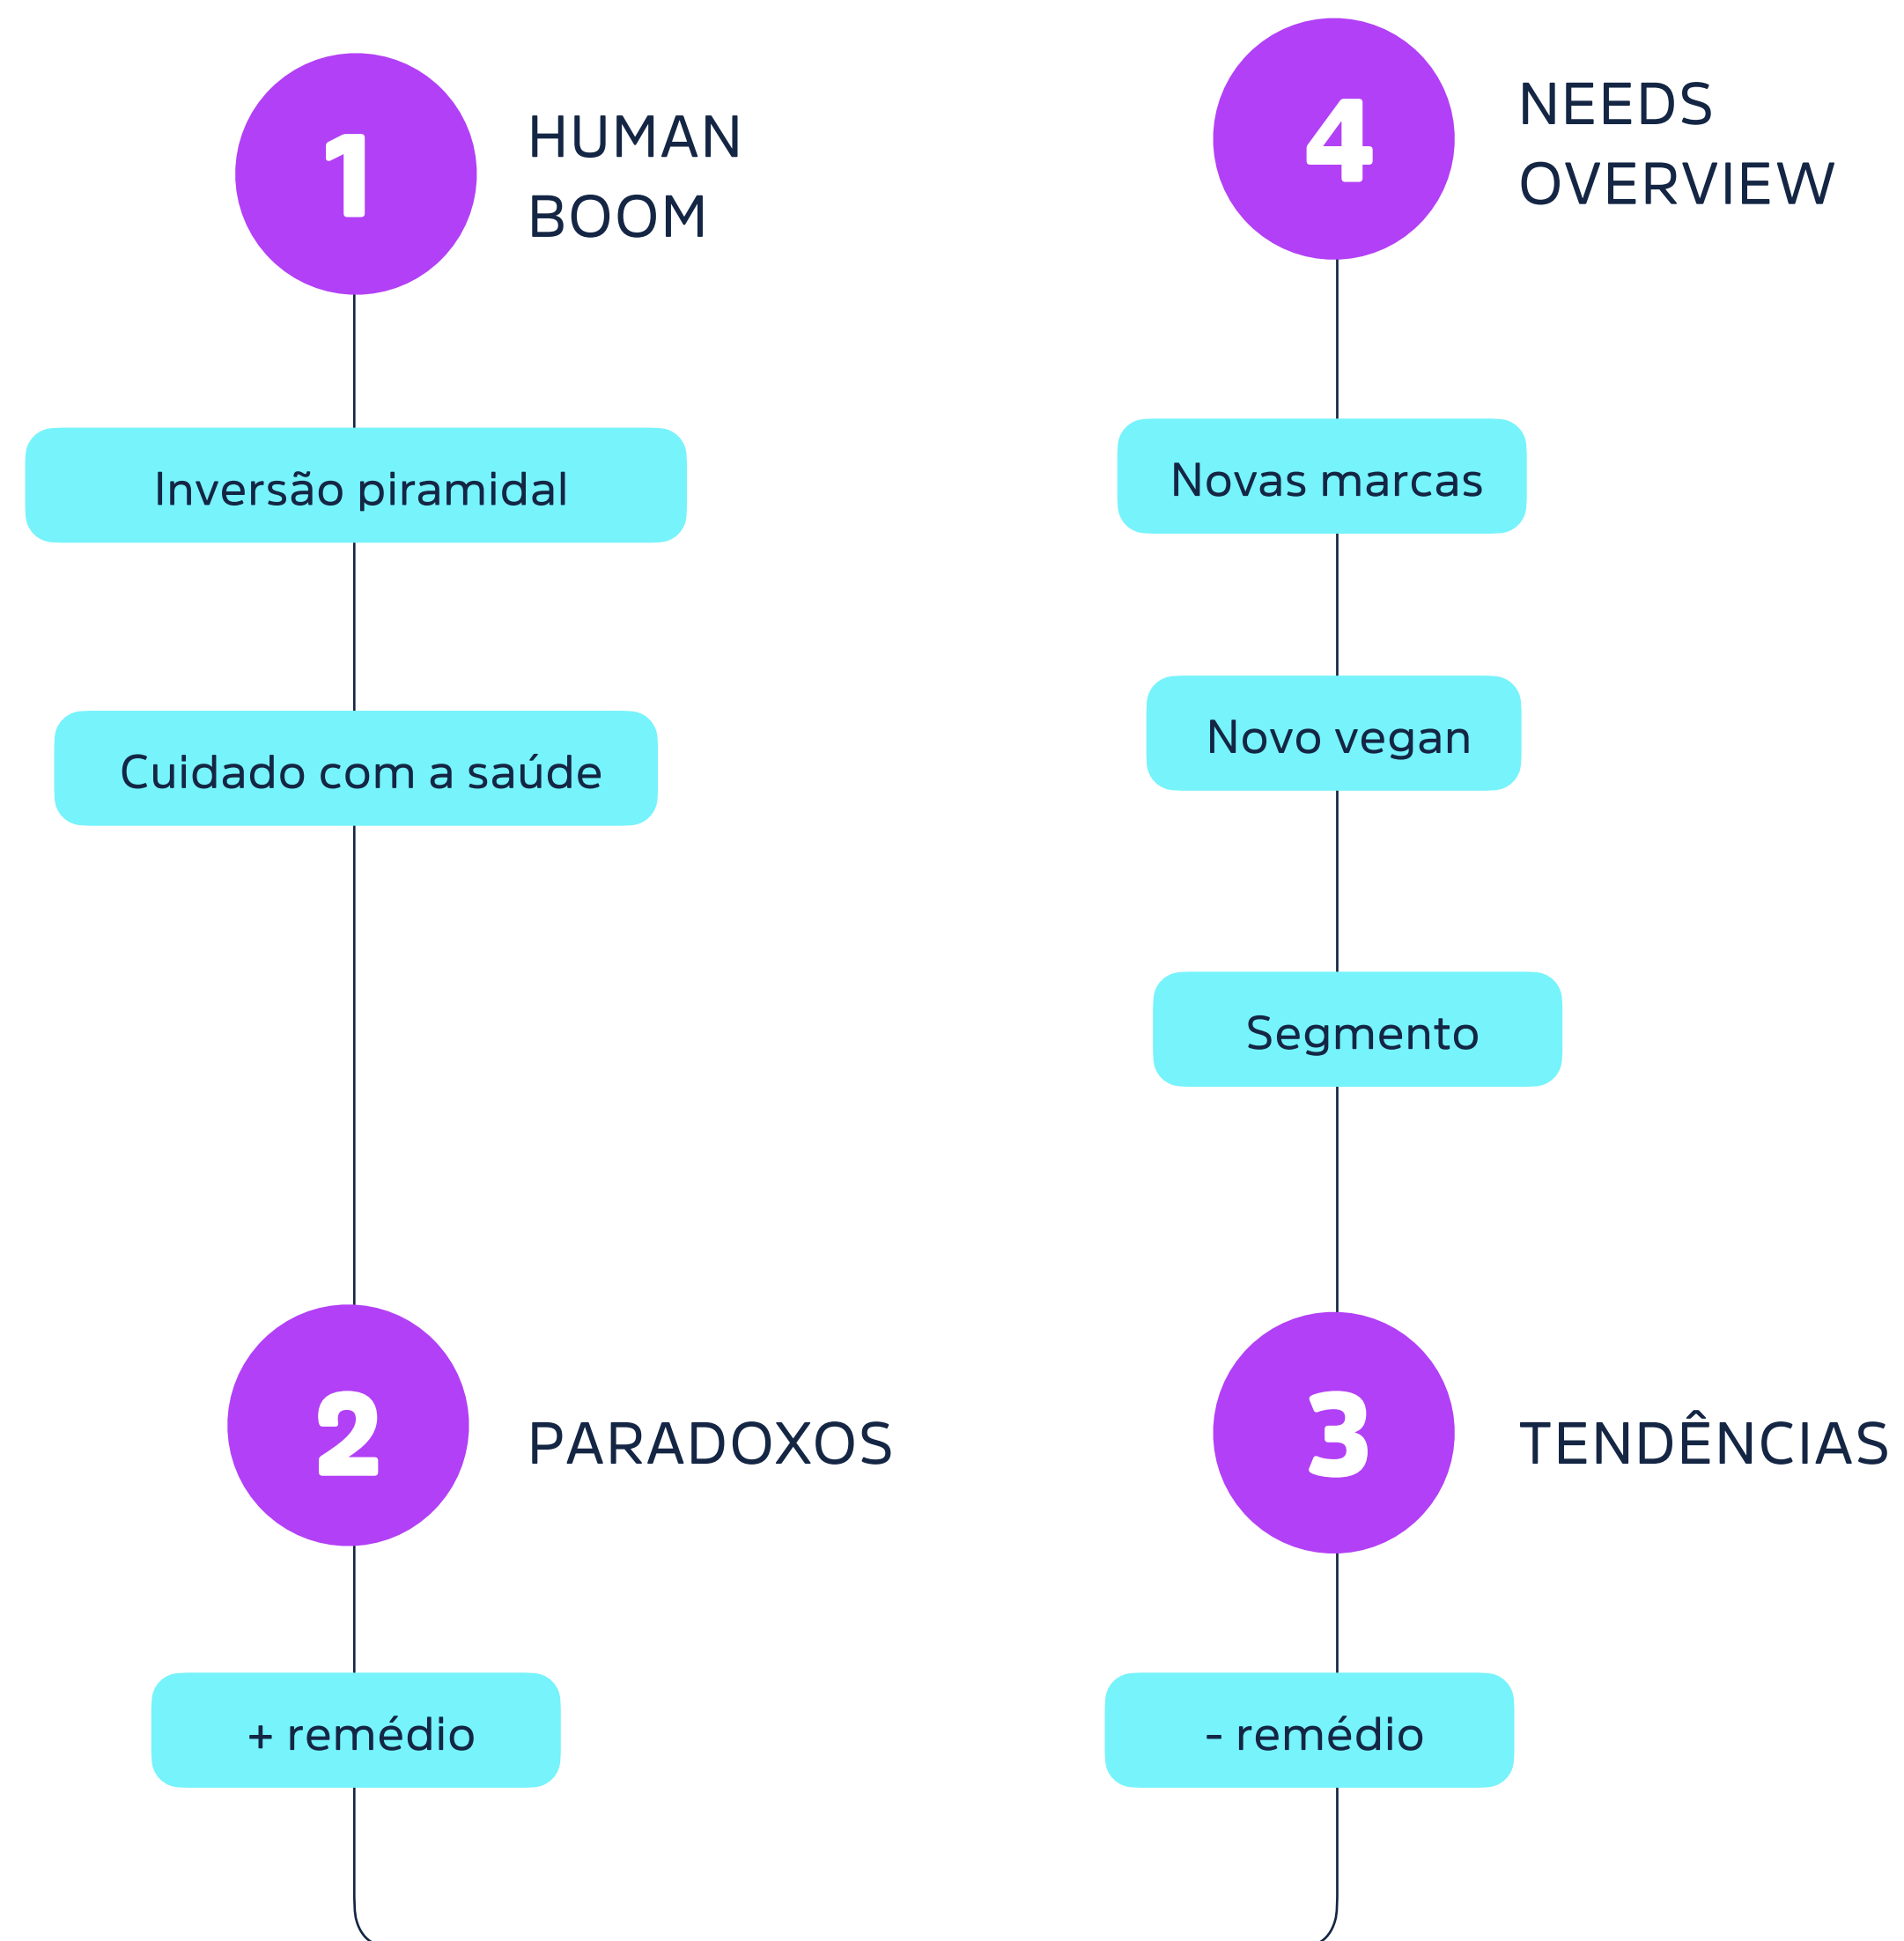 1
HUMAN
BOOM
Inversão piramidal
Cuidado com a saúde
2
PARADOXOS
+ remédio
4
NEEDS
OVERVIEW
Novas marcas
Novo vegan
Segmento
3
TENDÊNCIAS
- remédio